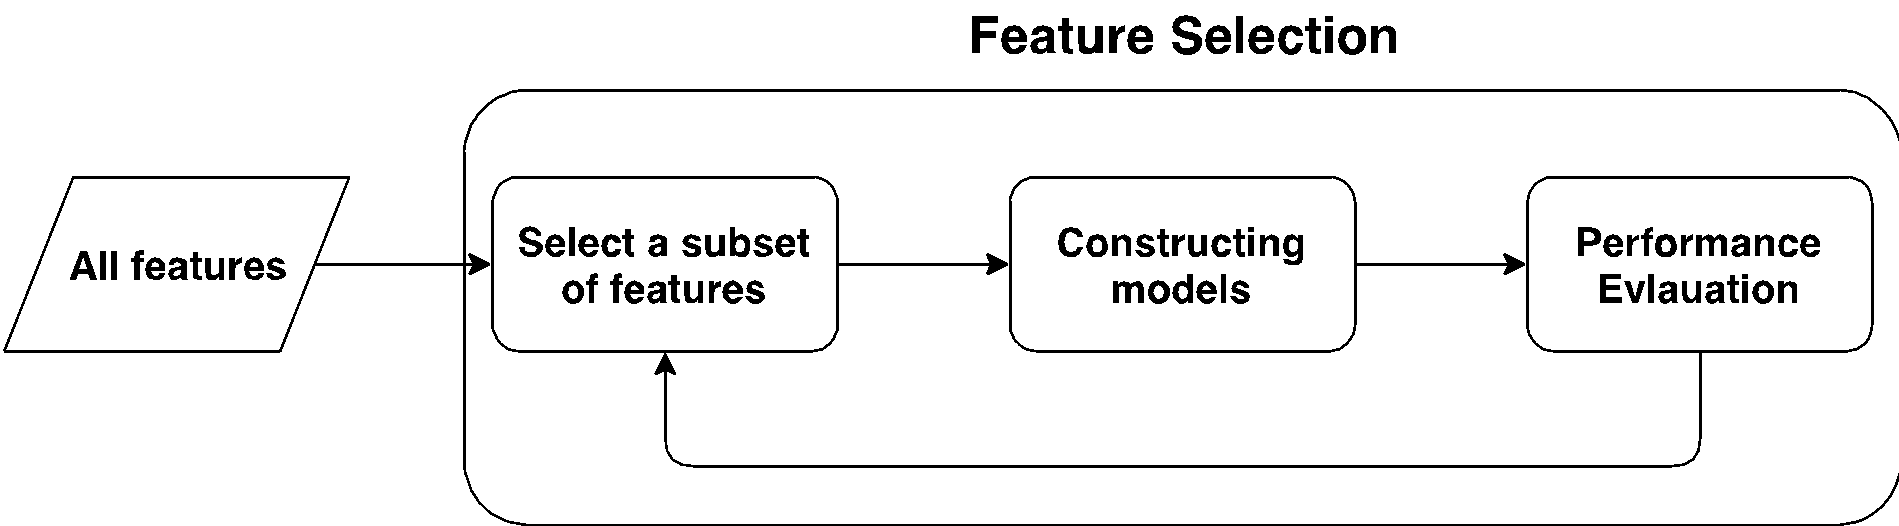 Feature Selection
All features
Select a subset
of features
Constructing
models
Performance
Evlauation